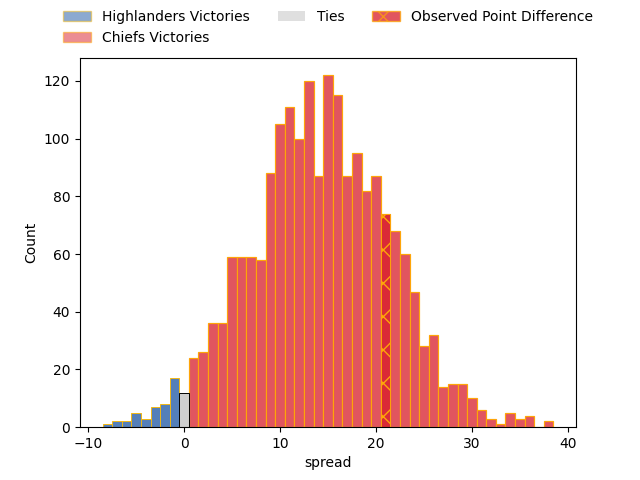 Highlanders Victories
Chiefs Victories
Ties
Observed Point Difference
120
100
80
60
40
20
0
Count
−10 0 10 20 30 40
spread